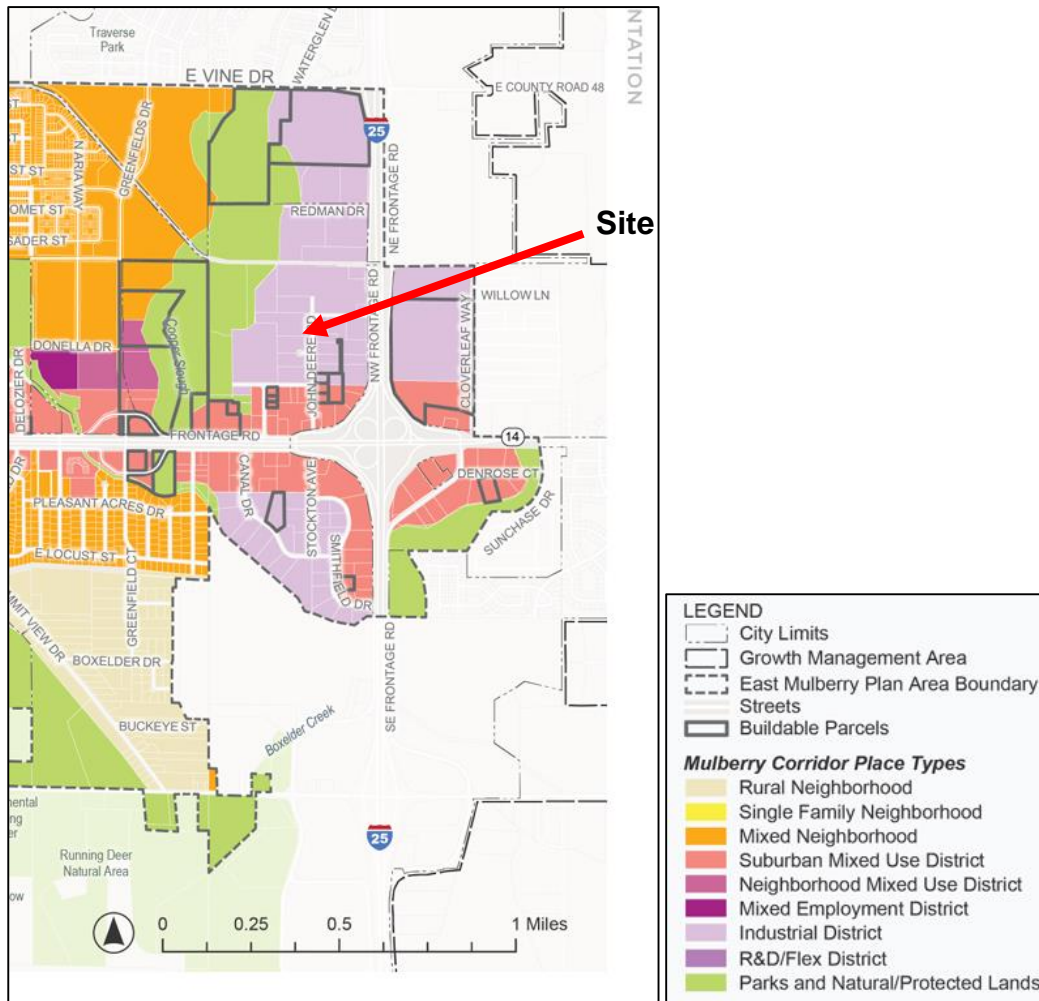 Traverse
Park
WATERGLEN D
NTATION
E VINE DR
E COUNTY ROAD 48
25
N ARIA WAY
GREENFIELDS DR
NE FRONTAGE RD
ST ST
OMET ST
SADER ST
REDMAN DR
Site
WILLOW LN
CLOVERLEAF WAY
NW FRONTAGE RD
JOHN DEERE RD
Cooper Slough
DONELLA DR
DELOZIER DR
FRONTAGE RD
14
CANAL DR
STOCKTON AVE
DENROSE CT
SUNCHASE DR
PLEASANT ACRES DR
E LOCUST ST
GREENFIELD CT
SMITHFIELD DR
MMIT VIEW DR
BOXELDER DR
SE FRONTAGE RD
BUCKEYE ST
Boxelder Creek
25
Running Deer
Natural Area
0 0.25 0.5 1 Miles
LEGEND
City Limits
Growth Management Area
East Mulberry Plan Area Boundary
Streets
Buildable Parcels
Mulberry Corridor Place Types
Rural Neighborhood
Single Family Neighborhood
Mixed Neighborhood
Suburban Mixed Use District
Neighborhood Mixed Use District
Mixed Employment District
Industrial District
R&D/Flex District
Parks and Natural/Protected Lands